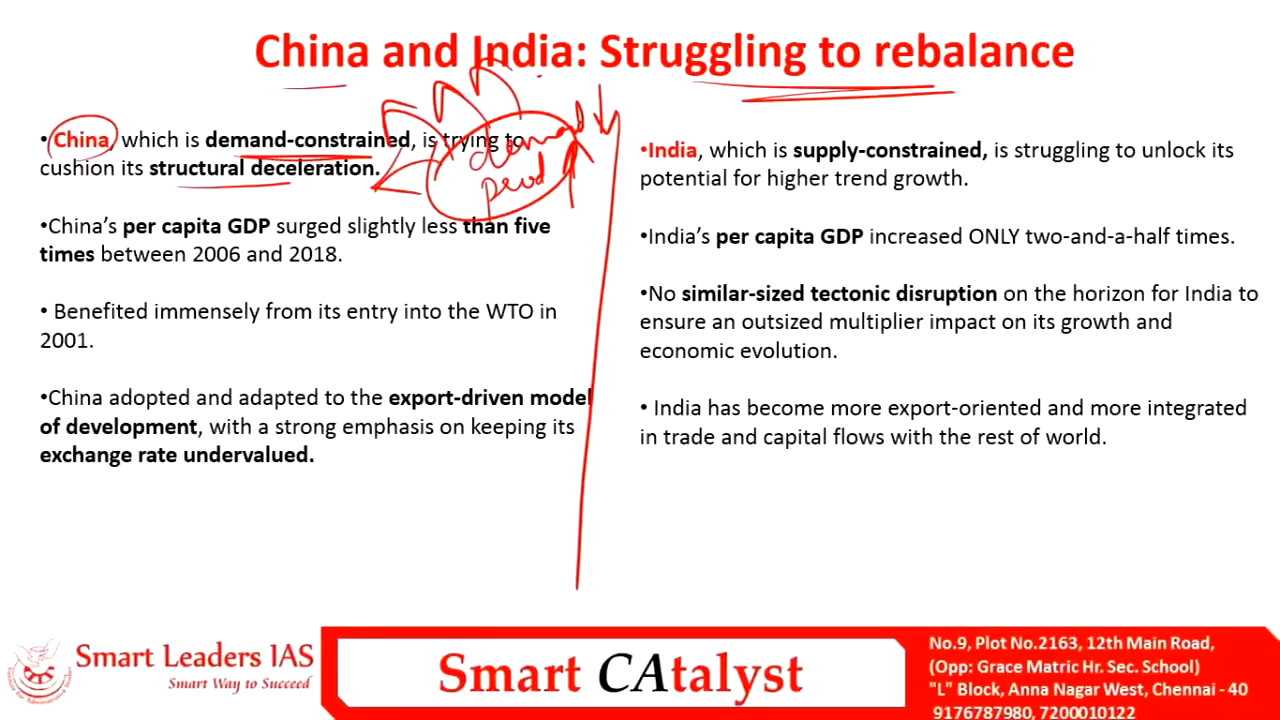 China and India: Struggling to rebalance
• China, which is demand-constrained, is trying to
cushion its structural deceleration.
demand ↓
prod ↑
•China’s per capita GDP surged slightly less than five
times between 2006 and 2018.
• Benefited immensely from its entry into the WTO in
2001.
•China adopted and adapted to the export-driven model
of development, with a strong emphasis on keeping its
exchange rate undervalued.
•India, which is supply-constrained, is struggling to unlock its
potential for higher trend growth.
•India’s per capita GDP increased ONLY two-and-a-half times.
•No similar-sized tectonic disruption on the horizon for India to
ensure an outsized multiplier impact on its growth and
economic evolution.
• India has become more export-oriented and more integrated
in trade and capital flows with the rest of world.
Smart Leaders IAS
Smart Way to Succeed
Smart CAtalyst
No.9, Plot No.2163, 12th Main Road,
(Opp: Grace Matric Hr. Sec. School)
"L" Block, Anna Nagar West, Chennai - 40
9176787980, 7200010122